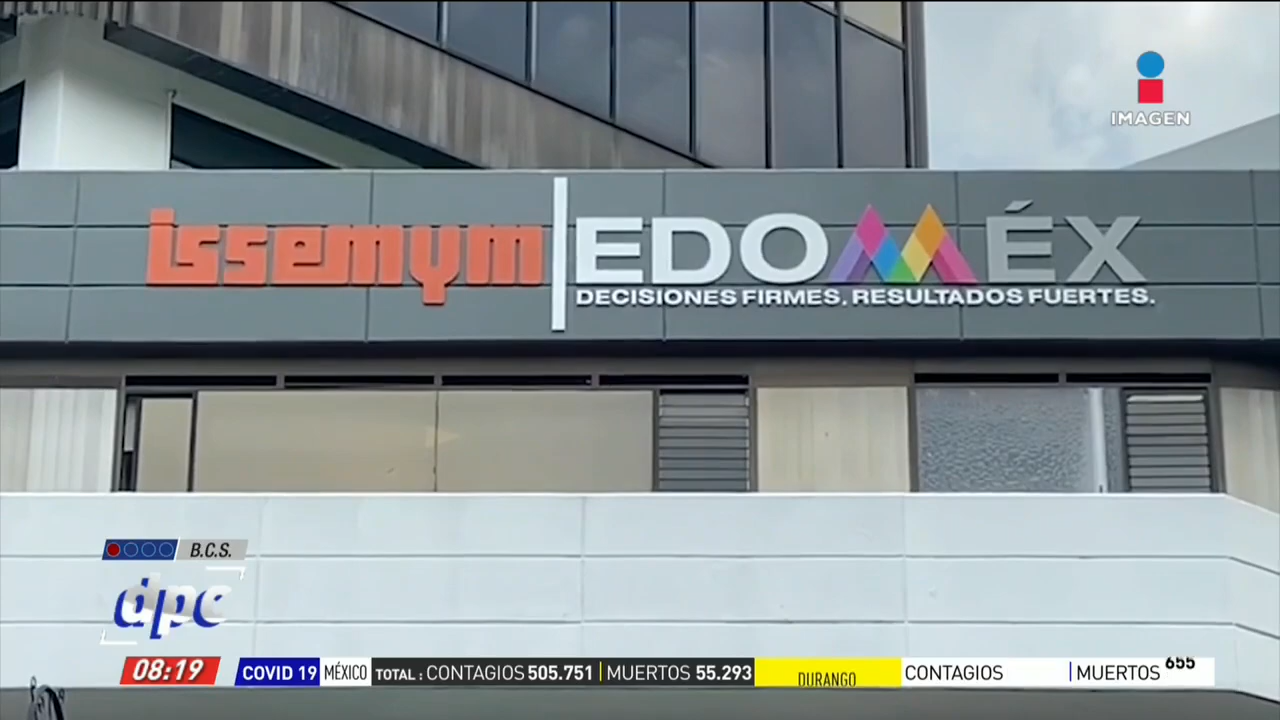 IMAGEN
issemym
EDOMÉX
DECISIONES FIRMES. RESULTADOS FUERTES.
B.C.S.
dpc
08:19 COVID 19 MÉXICO TOTAL: CONTAGIOS 505.751 MUERTOS 55.293 DURANGO CONTAGIOS MUERTOS 655